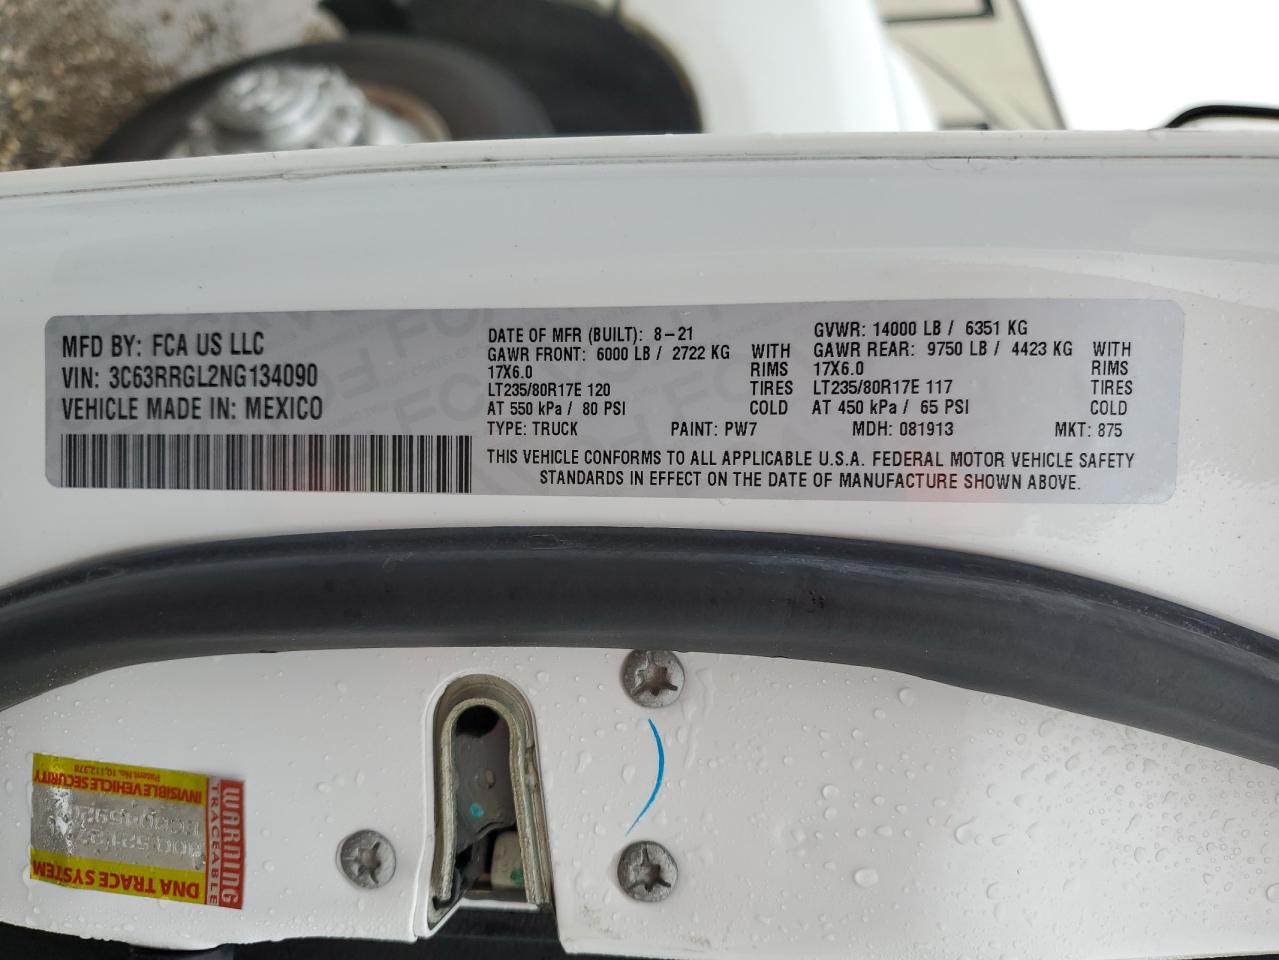 MFD BY: FCA US LLC
VIN: 3C63RRGL2NG134090
VEHICLE MADE IN: MEXICO
DATE OF MFR (BUILT): 8-21 GVWR: 14000 LB / 6351 KG
GAWR FRONT: 6000 LB / 2722 KG WITH GAWR REAR: 9750 LB / 4423 KG WITH
17X6.0 RIMS 17X6.0 RIMS
LT235/80R17E 120 TIRES LT235/80R17E 117 TIRES
AT 550 kPa / 80 PSI COLD AT 450 kPa / 65 PSI COLD
TYPE: TRUCK PAINT: PW7 MDH: 081913 MKT: 875
THIS VEHICLE CONFORMS TO ALL APPLICABLE U.S.A. FEDERAL MOTOR VEHICLE SAFETY
STANDARDS IN EFFECT ON THE DATE OF MANUFACTURE SHOWN ABOVE.
WARNING
TRACEABLE
DNA TRACE SYSTEM
INVISIBLE VEHICLE SECURITY
Patent No. 10,112,378